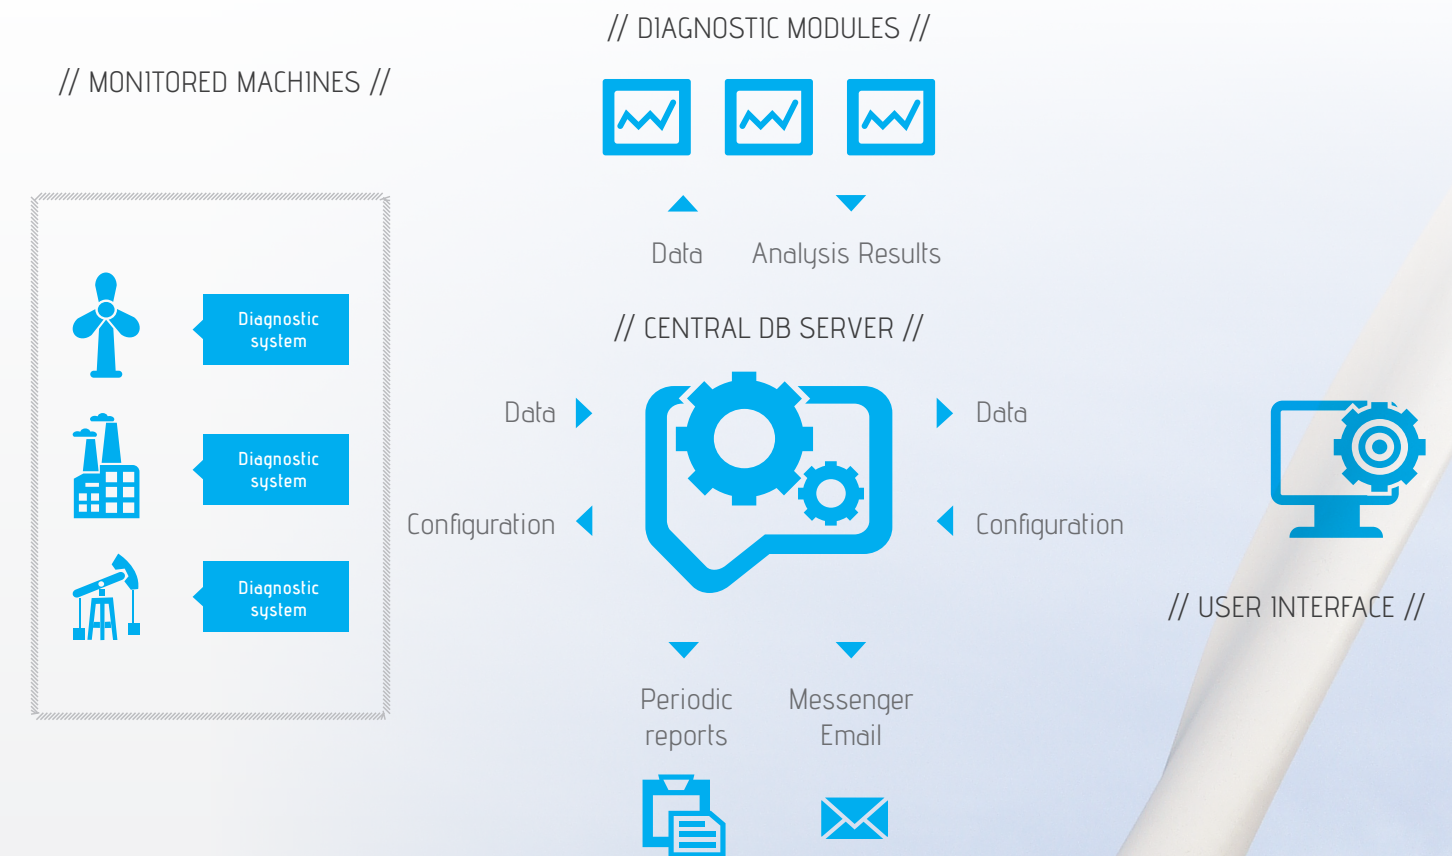 // DIAGNOSTIC MODULES //
// MONITORED MACHINES //
Data
Analysis Results
Diagnostic
system
// CENTRAL DB SERVER //
Data
Data
Diagnostic
system
Configuration
Configuration
Diagnostic
system
// USER INTERFACE //
Periodic
reports
Messenger
Email